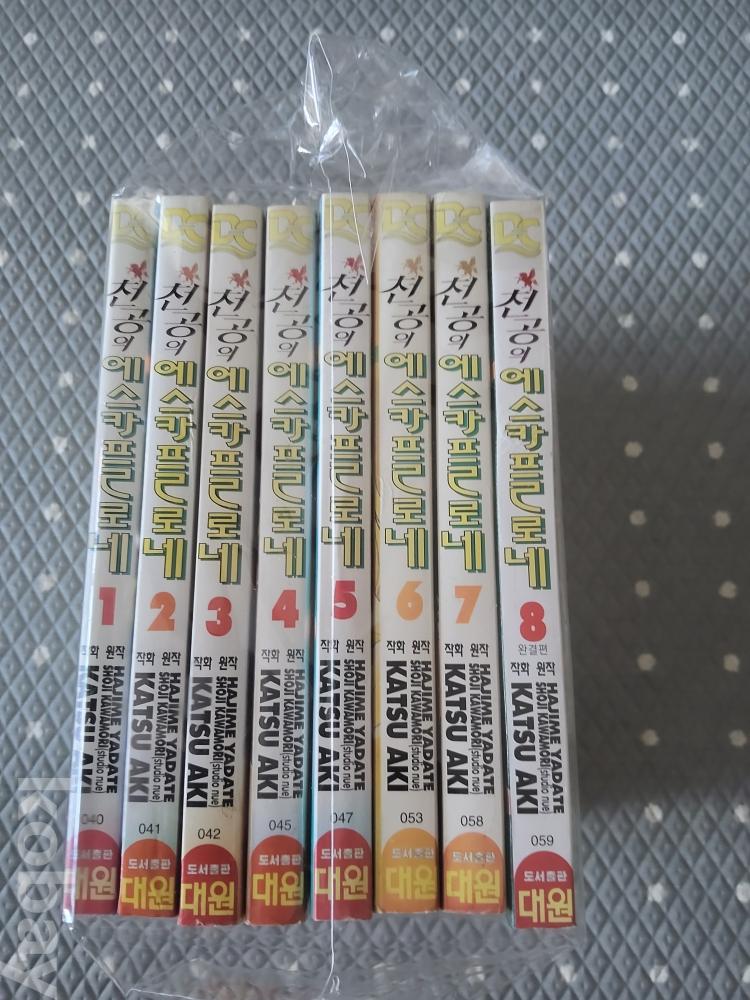 DC
천공의
에스카플로네
1
작화 원작
HAJIME YADATE
SHOJI KAWAMORI [studio nue]
KATSU AKI
040
도서출판
대원
DC
천공의
에스카플로네
2
작화 원작
HAJIME YADATE
SHOJI KAWAMORI [studio nue]
KATSU AKI
041
도서출판
대원
DC
천공의
에스카플로네
3
작화 원작
HAJIME YADATE
SHOJI KAWAMORI [studio nue]
KATSU AKI
042
도서출판
대원
DC
천공의
에스카플로네
4
작화 원작
HAJIME YADATE
SHOJI KAWAMORI [studio nue]
KATSU AKI
045
도서출판
대원
DC
천공의
에스카플로네
5
작화 원작
HAJIME YADATE
SHOJI KAWAMORI [studio nue]
KATSU AKI
047
도서출판
대원
DC
천공의
에스카플로네
6
작화 원작
HAJIME YADATE
SHOJI KAWAMORI [studio nue]
KATSU AKI
053
도서출판
대원
DC
천공의
에스카플로네
7
작화 원작
HAJIME YADATE
SHOJI KAWAMORI [studio nue]
KATSU AKI
058
도서출판
대원
DC
천공의
에스카플로네
8
완결편
작화 원작
HAJIME YADATE
SHOJI KAWAMORI [studio nue]
KATSU AKI
059
도서출판
대원
kobay